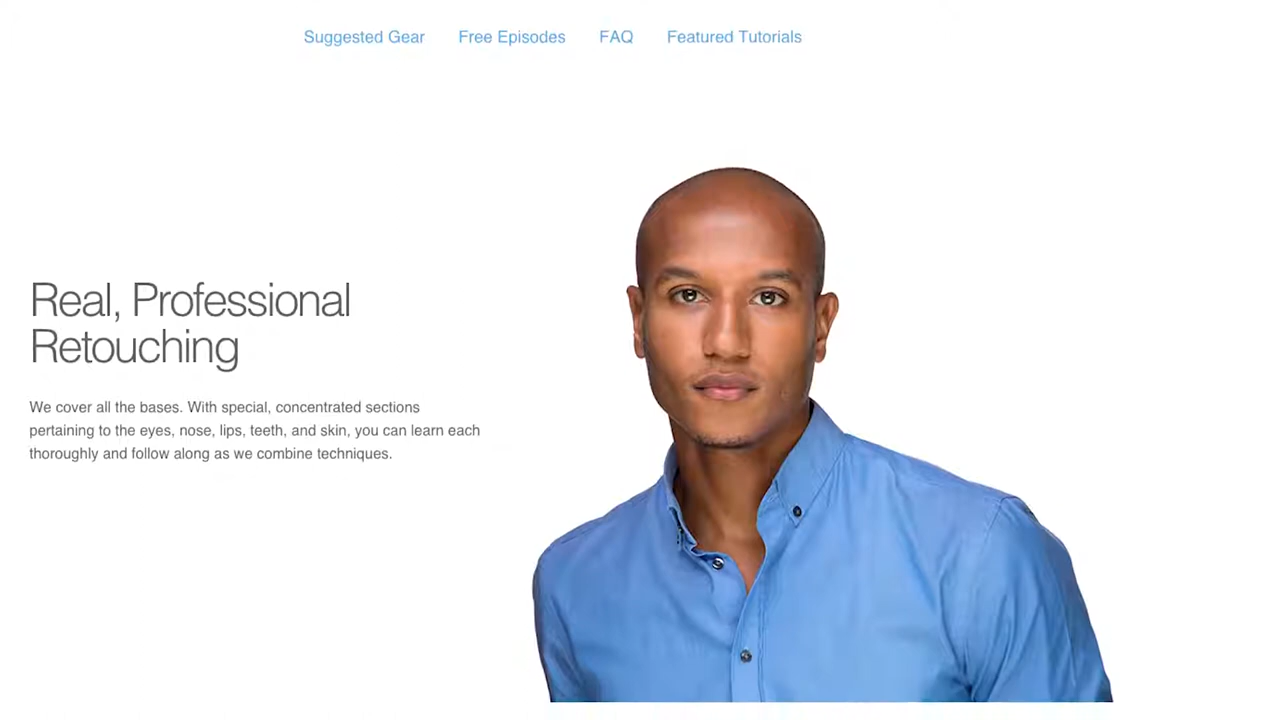 Suggested Gear Free Episodes FAQ Featured Tutorials
Real, Professional
Retouching
We cover all the bases. With special, concentrated sections
pertaining to the eyes, nose, lips, teeth, and skin, you can learn each
thoroughly and follow along as we combine techniques.